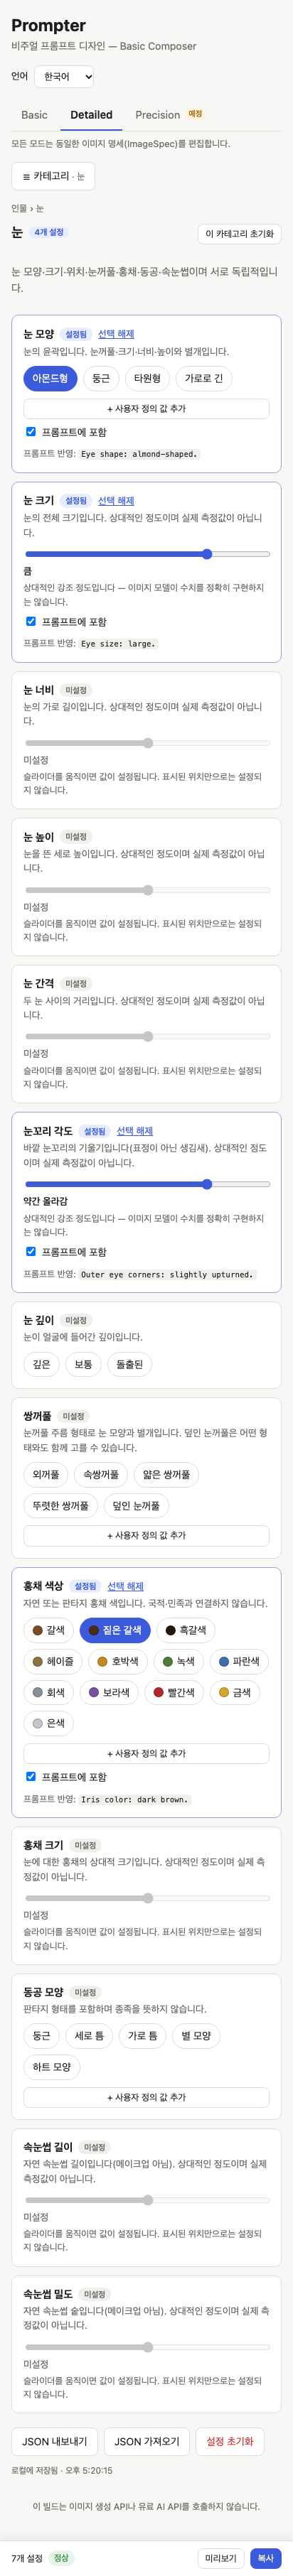 Prompter
비주얼 프롬프트 디자인 — Basic Composer
언어 한국어
Basic Detailed Precision 예정
모든 모드는 동일한 이미지 명세(ImageSpec)를 편집합니다.
≡ 카테고리 · 눈
인물 › 눈
눈 4개 설정 이 카테고리 초기화
눈 모양·크기·위치·눈꺼풀·홍채·동공·속눈썹이며 서로 독립적입니
다.
눈 모양 설정됨 선택 해제
눈의 윤곽입니다. 눈꺼풀·크기·너비·높이와 별개입니다.
아몬드형 둥근 타원형 가로로 긴
+ 사용자 정의 값 추가
프롬프트에 포함
프롬프트 반영: Eye shape: almond-shaped.
눈 크기 설정됨 선택 해제
눈의 전체 크기입니다. 상대적인 정도이며 실제 측정값이 아닙니
다.
큼
상대적인 강조 정도입니다 — 이미지 모델이 수치를 정확히 구현하지
는 않습니다.
프롬프트에 포함
프롬프트 반영: Eye size: large.
눈 너비 미설정
눈의 가로 길이입니다. 상대적인 정도이며 실제 측정값이 아닙니
다.
미설정
슬라이더를 움직이면 값이 설정됩니다. 표시된 위치만으로는 설정되
지 않습니다.
눈 높이 미설정
눈을 뜬 세로 높이입니다. 상대적인 정도이며 실제 측정값이 아닙
니다.
미설정
슬라이더를 움직이면 값이 설정됩니다. 표시된 위치만으로는 설정되
지 않습니다.
눈 간격 미설정
두 눈 사이의 거리입니다. 상대적인 정도이며 실제 측정값이 아닙니
다.
미설정
슬라이더를 움직이면 값이 설정됩니다. 표시된 위치만으로는 설정되
지 않습니다.
눈꼬리 각도 설정됨 선택 해제
바깥 눈꼬리의 기울기입니다(표정이 아닌 생김새). 상대적인 정도
이며 실제 측정값이 아닙니다.
약간 올라감
상대적인 강조 정도입니다 — 이미지 모델이 수치를 정확히 구현하지
는 않습니다.
프롬프트에 포함
프롬프트 반영: Outer eye corners: slightly upturned.
눈 깊이 미설정
눈이 얼굴에 들어간 깊이입니다.
깊은 보통 돌출된
쌍꺼풀 미설정
눈꺼풀 주름 형태로 눈 모양과 별개입니다. 덮인 눈꺼풀은 어떤 형
태와도 함께 고를 수 있습니다.
외꺼풀 속쌍꺼풀 얇은 쌍꺼풀
뚜렷한 쌍꺼풀 덮인 눈꺼풀
+ 사용자 정의 값 추가
홍채 색상 설정됨 선택 해제
자연 또는 판타지 홍채 색입니다. 국적·민족과 연결하지 않습니다.
갈색 짙은 갈색 흑갈색
헤이즐 호박색 녹색 파란색
회색 보라색 빨간색 금색
은색
+ 사용자 정의 값 추가
프롬프트에 포함
프롬프트 반영: Iris color: dark brown.
홍채 크기 미설정
눈에 대한 홍채의 상대적 크기입니다. 상대적인 정도이며 실제 측
정값이 아닙니다.
미설정
슬라이더를 움직이면 값이 설정됩니다. 표시된 위치만으로는 설정되
지 않습니다.
동공 모양 미설정
판타지 형태를 포함하며 종족을 뜻하지 않습니다.
둥근 세로 틈 가로 틈 별 모양
하트 모양
+ 사용자 정의 값 추가
속눈썹 길이 미설정
자연 속눈썹 길이입니다(메이크업 아님). 상대적인 정도이며 실제
측정값이 아닙니다.
미설정
슬라이더를 움직이면 값이 설정됩니다. 표시된 위치만으로는 설정되
지 않습니다.
속눈썹 밀도 미설정
자연 속눈썹 숱입니다(메이크업 아님). 상대적인 정도이며 실제 측
정값이 아닙니다.
미설정
슬라이더를 움직이면 값이 설정됩니다. 표시된 위치만으로는 설정되
지 않습니다.
JSON 내보내기 JSON 가져오기 설정 초기화
로컬에 저장됨 · 오후 5:20:15
이 빌드는 이미지 생성 API나 유료 AI API를 호출하지 않습니다.
7개 설정 정상 미리보기 복사